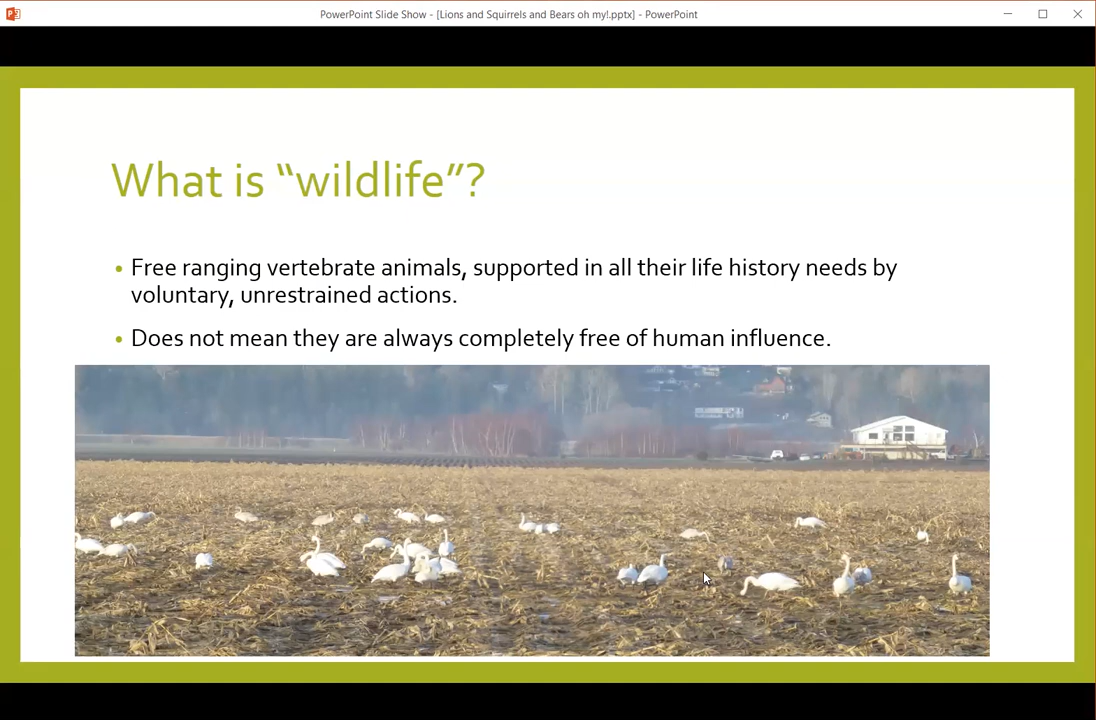 PowerPoint Slide Show - [Lions and Squirrels and Bears oh my!.pptx] - PowerPoint
What is “wildlife”?
• Free ranging vertebrate animals, supported in all their life history needs by
voluntary, unrestrained actions.
• Does not mean they are always completely free of human influence.